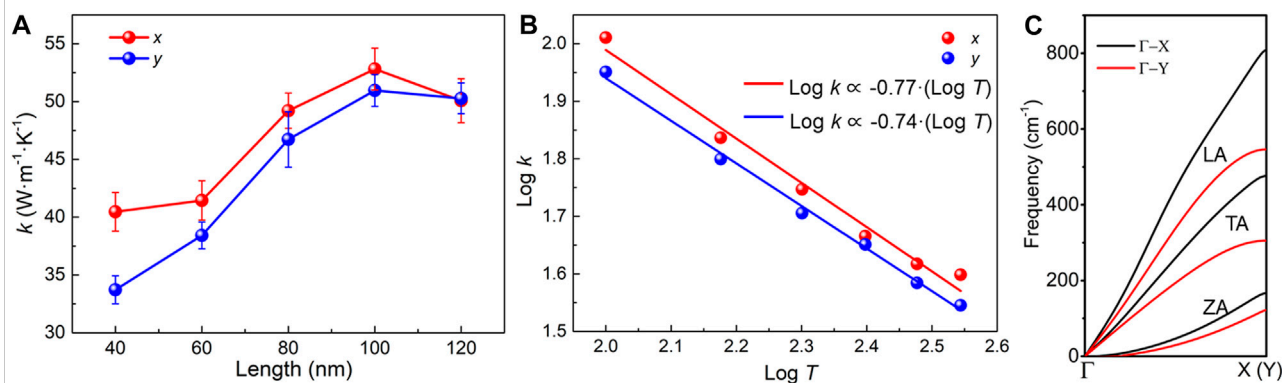 A
k (W·m⁻¹·K⁻¹)
55
50
45
40
35
30
x
y
40 60 80 100 120
Length (nm)
B
Log k
2.0
1.9
1.8
1.7
1.6
1.5
x
y
Log k ∝ -0.77·(Log T)
Log k ∝ -0.74·(Log T)
2.0 2.1 2.2 2.3 2.4 2.5 2.6
Log T
C
Frequency (cm⁻¹)
800
600
400
200
0
Γ–X
Γ–Y
LA
TA
ZA
Γ X (Y)